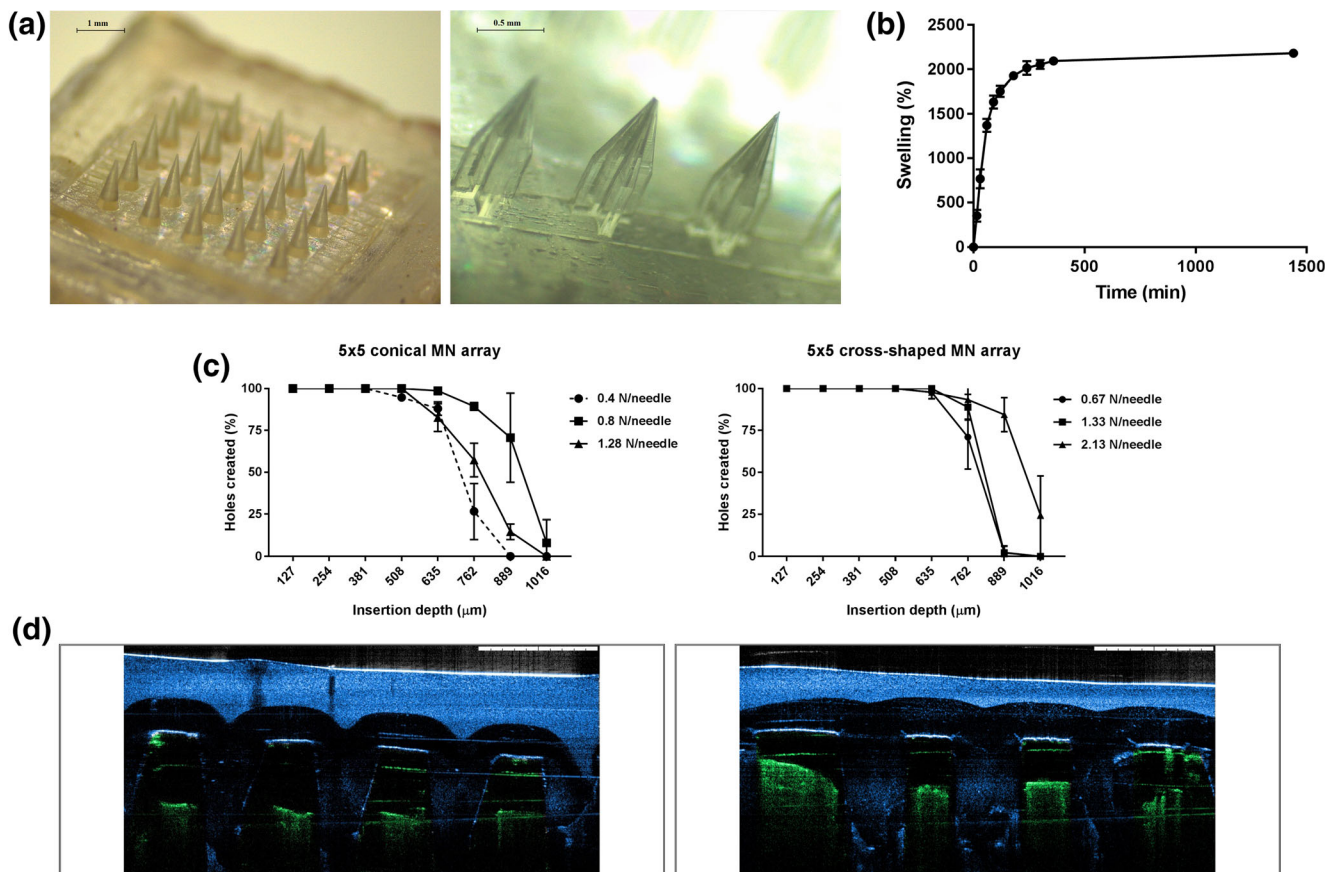 (a)
1 mm
0.5 mm
(b)
2500
2000
1500
1000
500
0
Swelling (%)
0 500 1000 1500
Time (min)
(c)
5x5 conical MN array
100
75
50
25
0
Holes created (%)
0.4 N/needle
0.8 N/needle
1.28 N/needle
127 254 381 508 635 762 889 1016
Insertion depth (μm)
5x5 cross-shaped MN array
100
75
50
25
0
Holes created (%)
0.67 N/needle
1.33 N/needle
2.13 N/needle
127 254 381 508 635 762 889 1016
Insertion depth (μm)
(d)